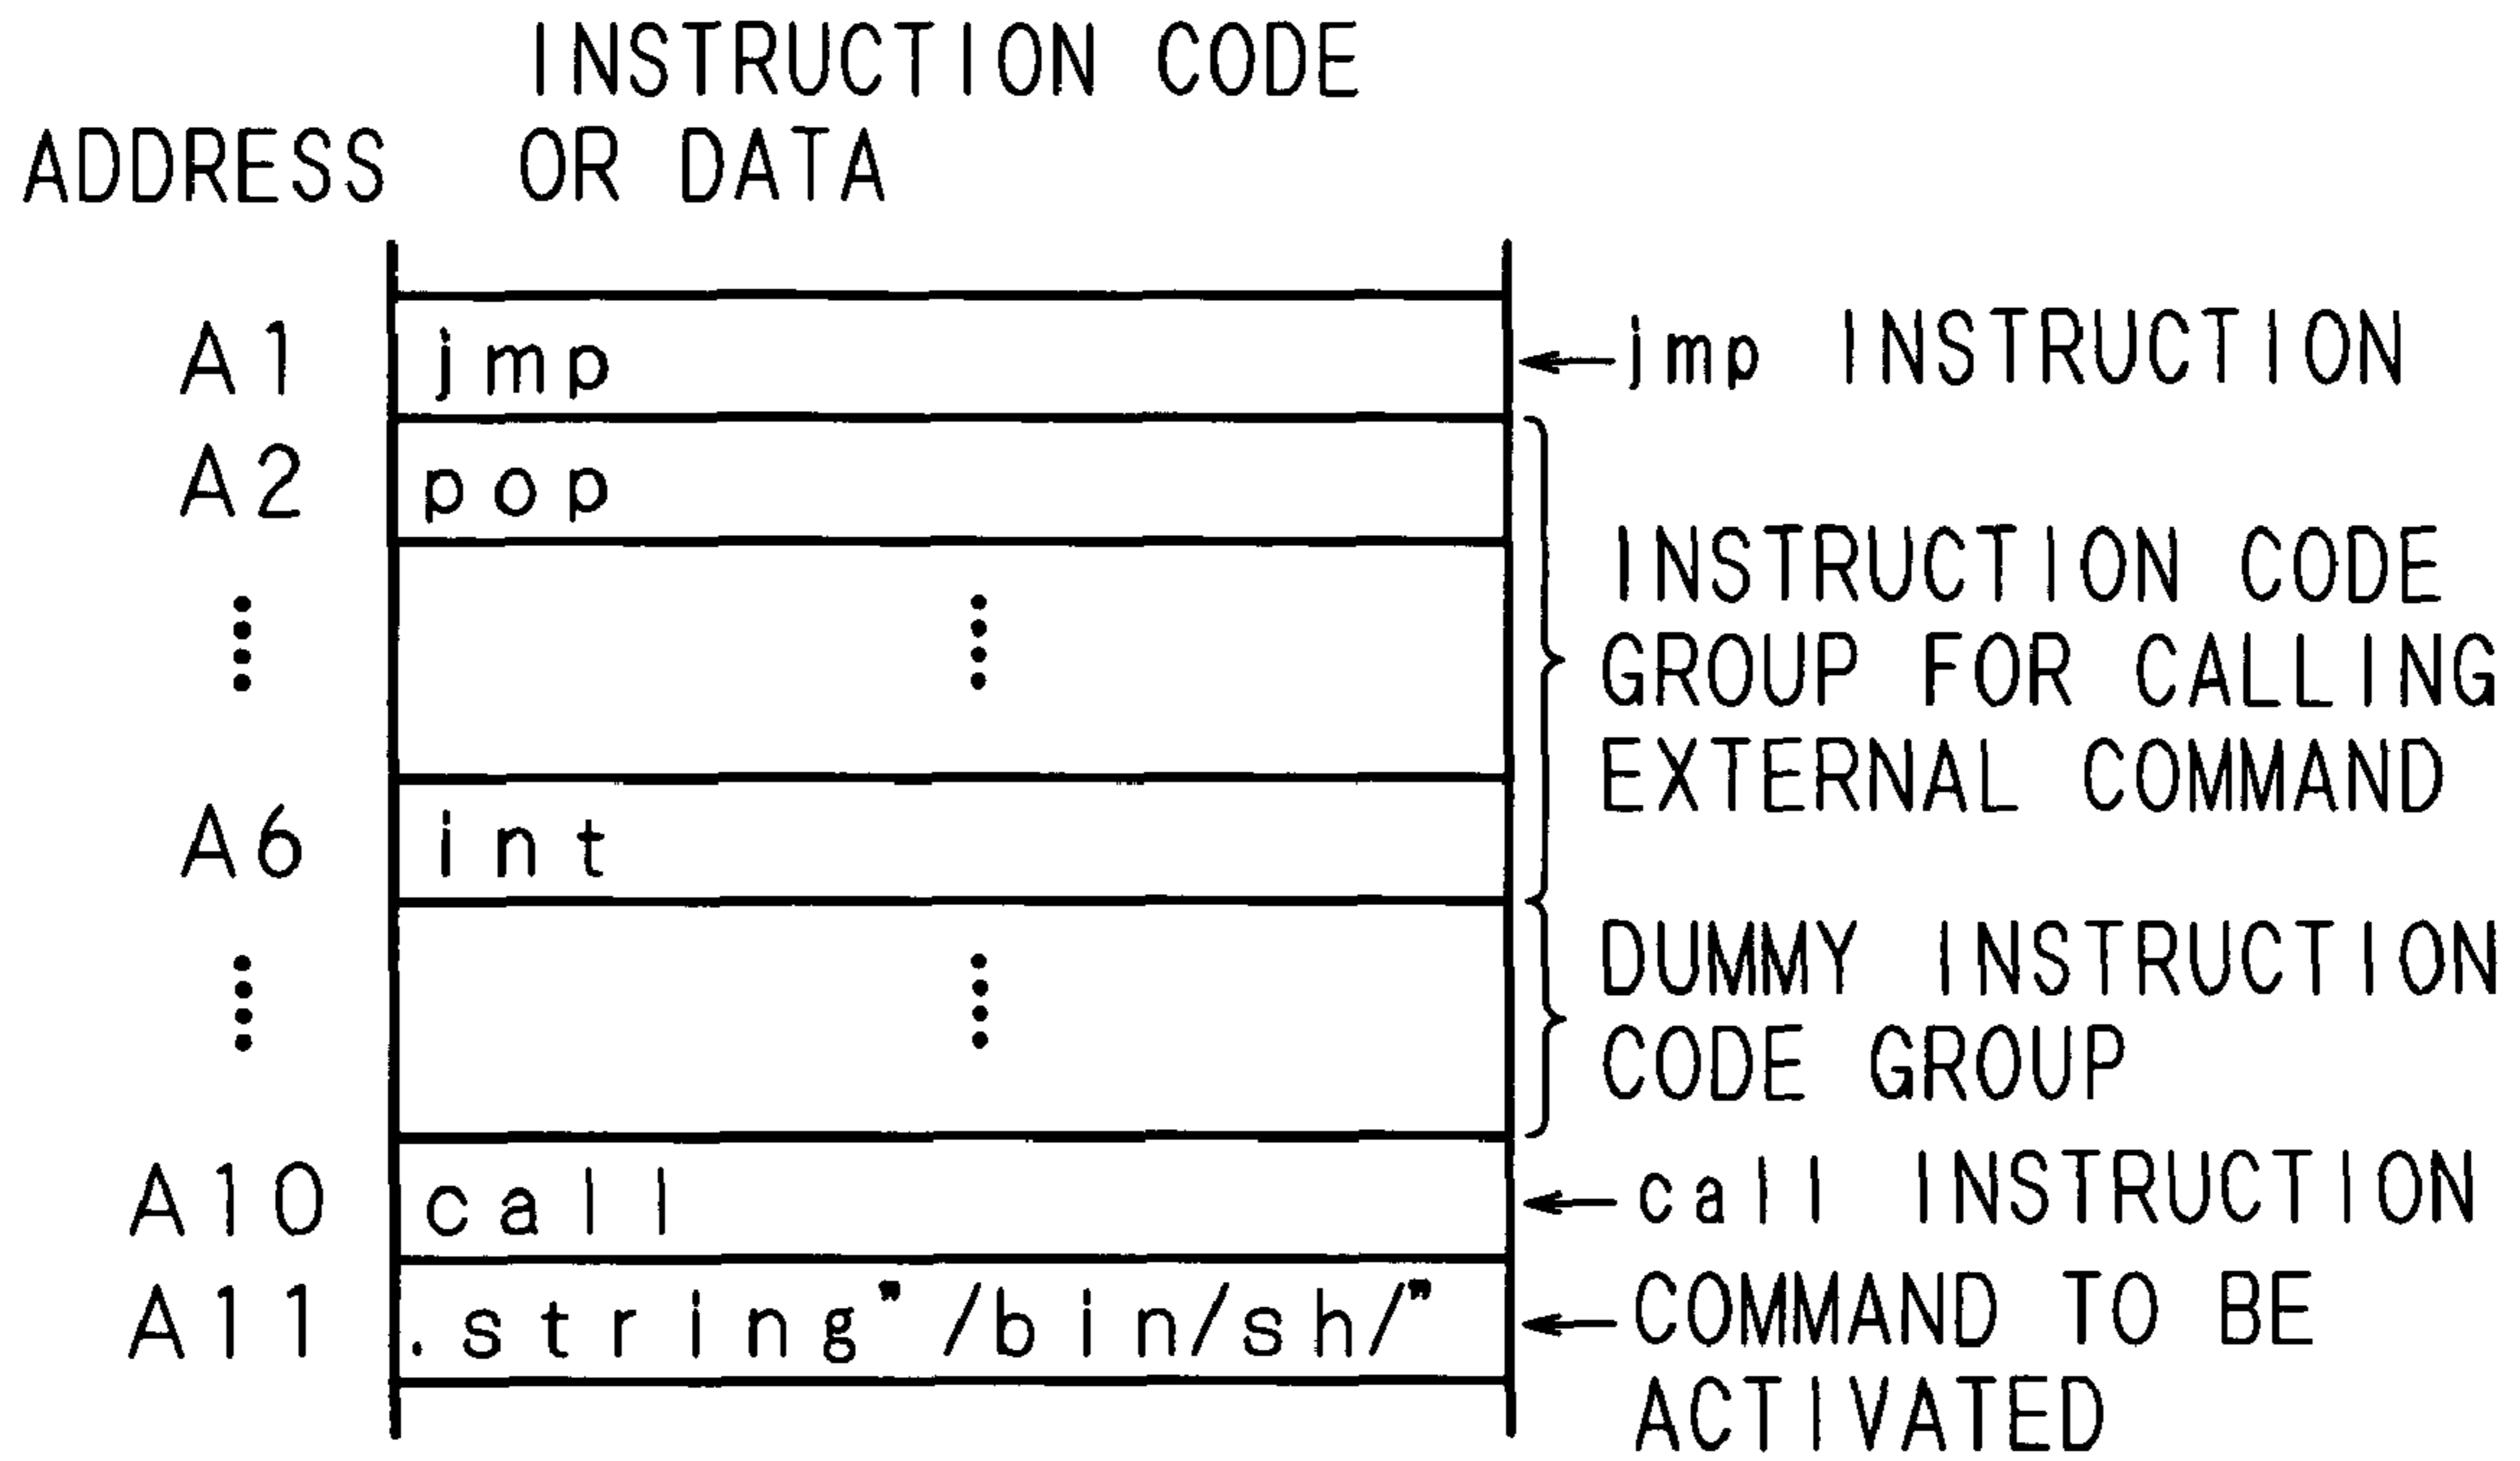 INSTRUCTION CODE
ADDRESS OR DATA
A1 jmp ←jmp INSTRUCTION
A2 pop
INSTRUCTION CODE
GROUP FOR CALLING
EXTERNAL COMMAND
A6 int
DUMMY INSTRUCTION
CODE GROUP
A10 call ←call INSTRUCTION
A11 .string"/bin/sh/" ←COMMAND TO BE
ACTIVATED